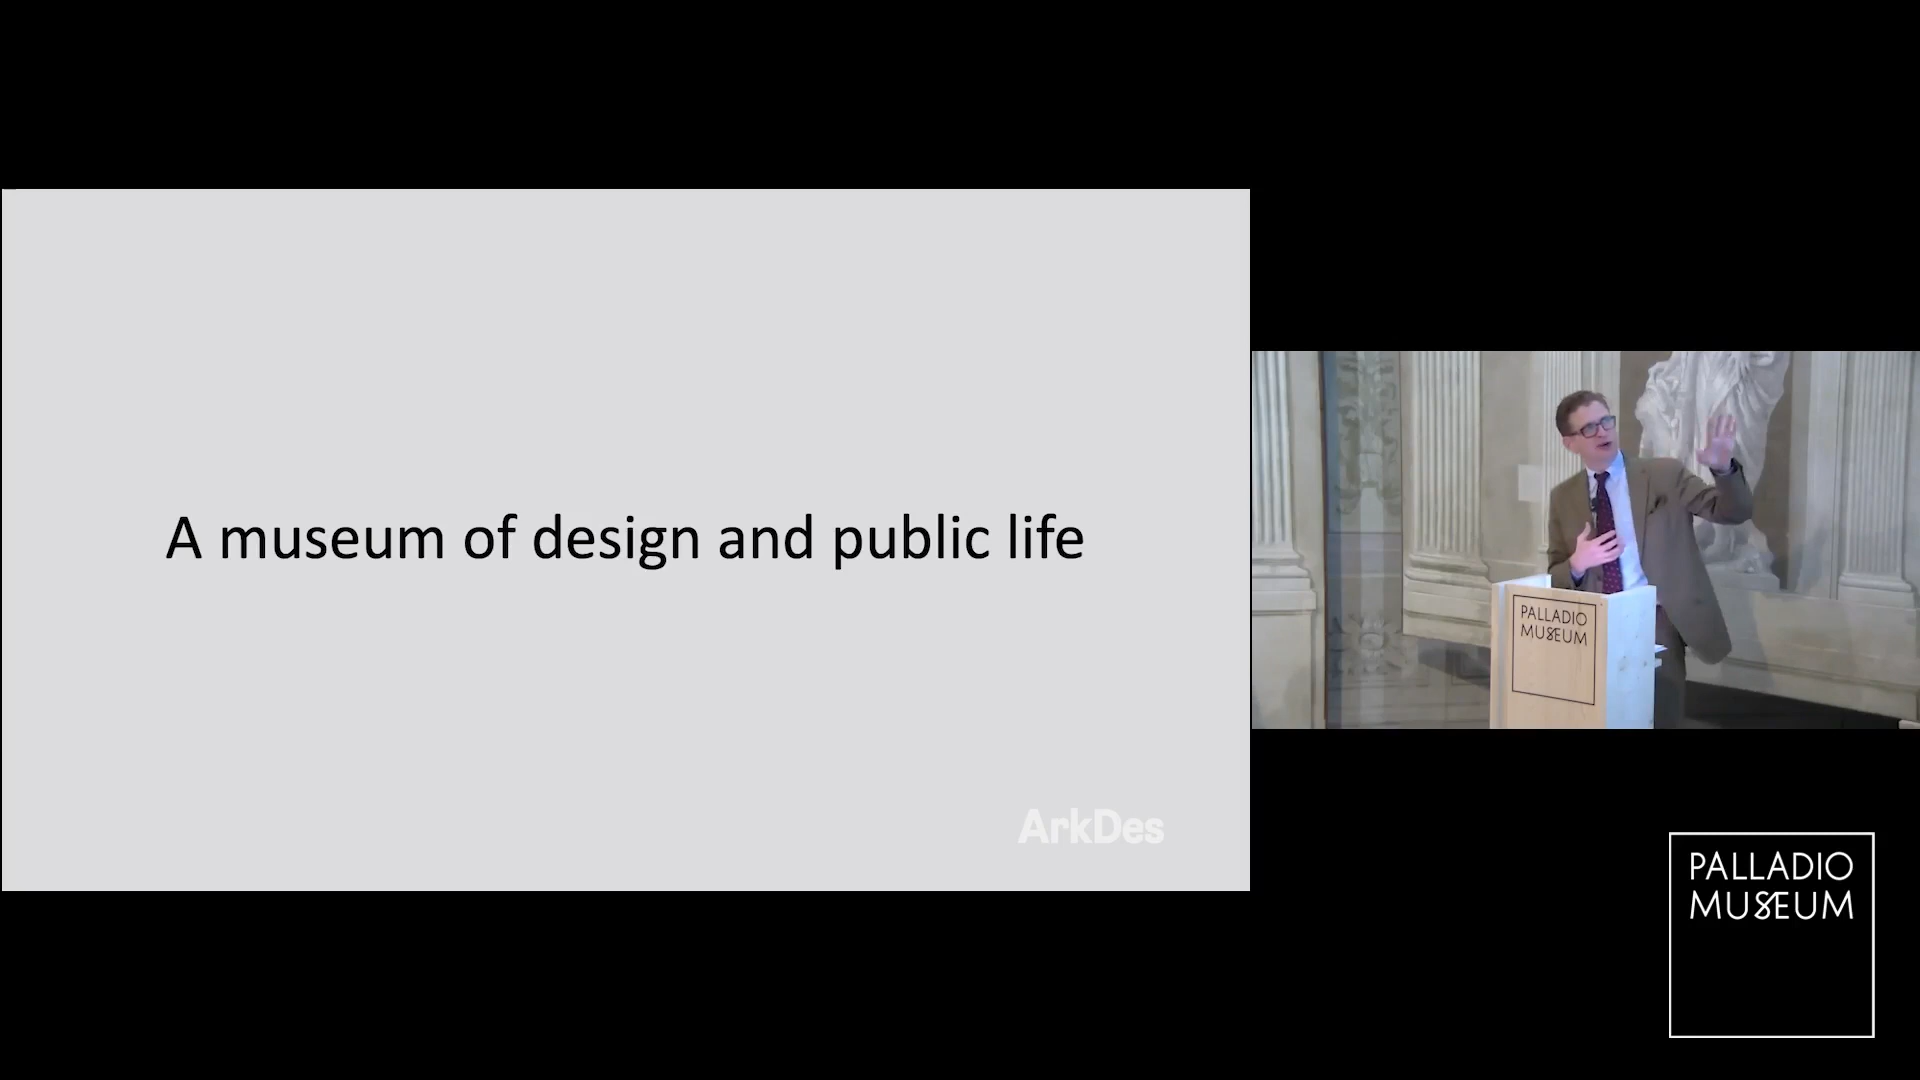 A museum of design and public life
ArkDes
PALLADIO
MUSEUM
PALLADIO
MUSEUM